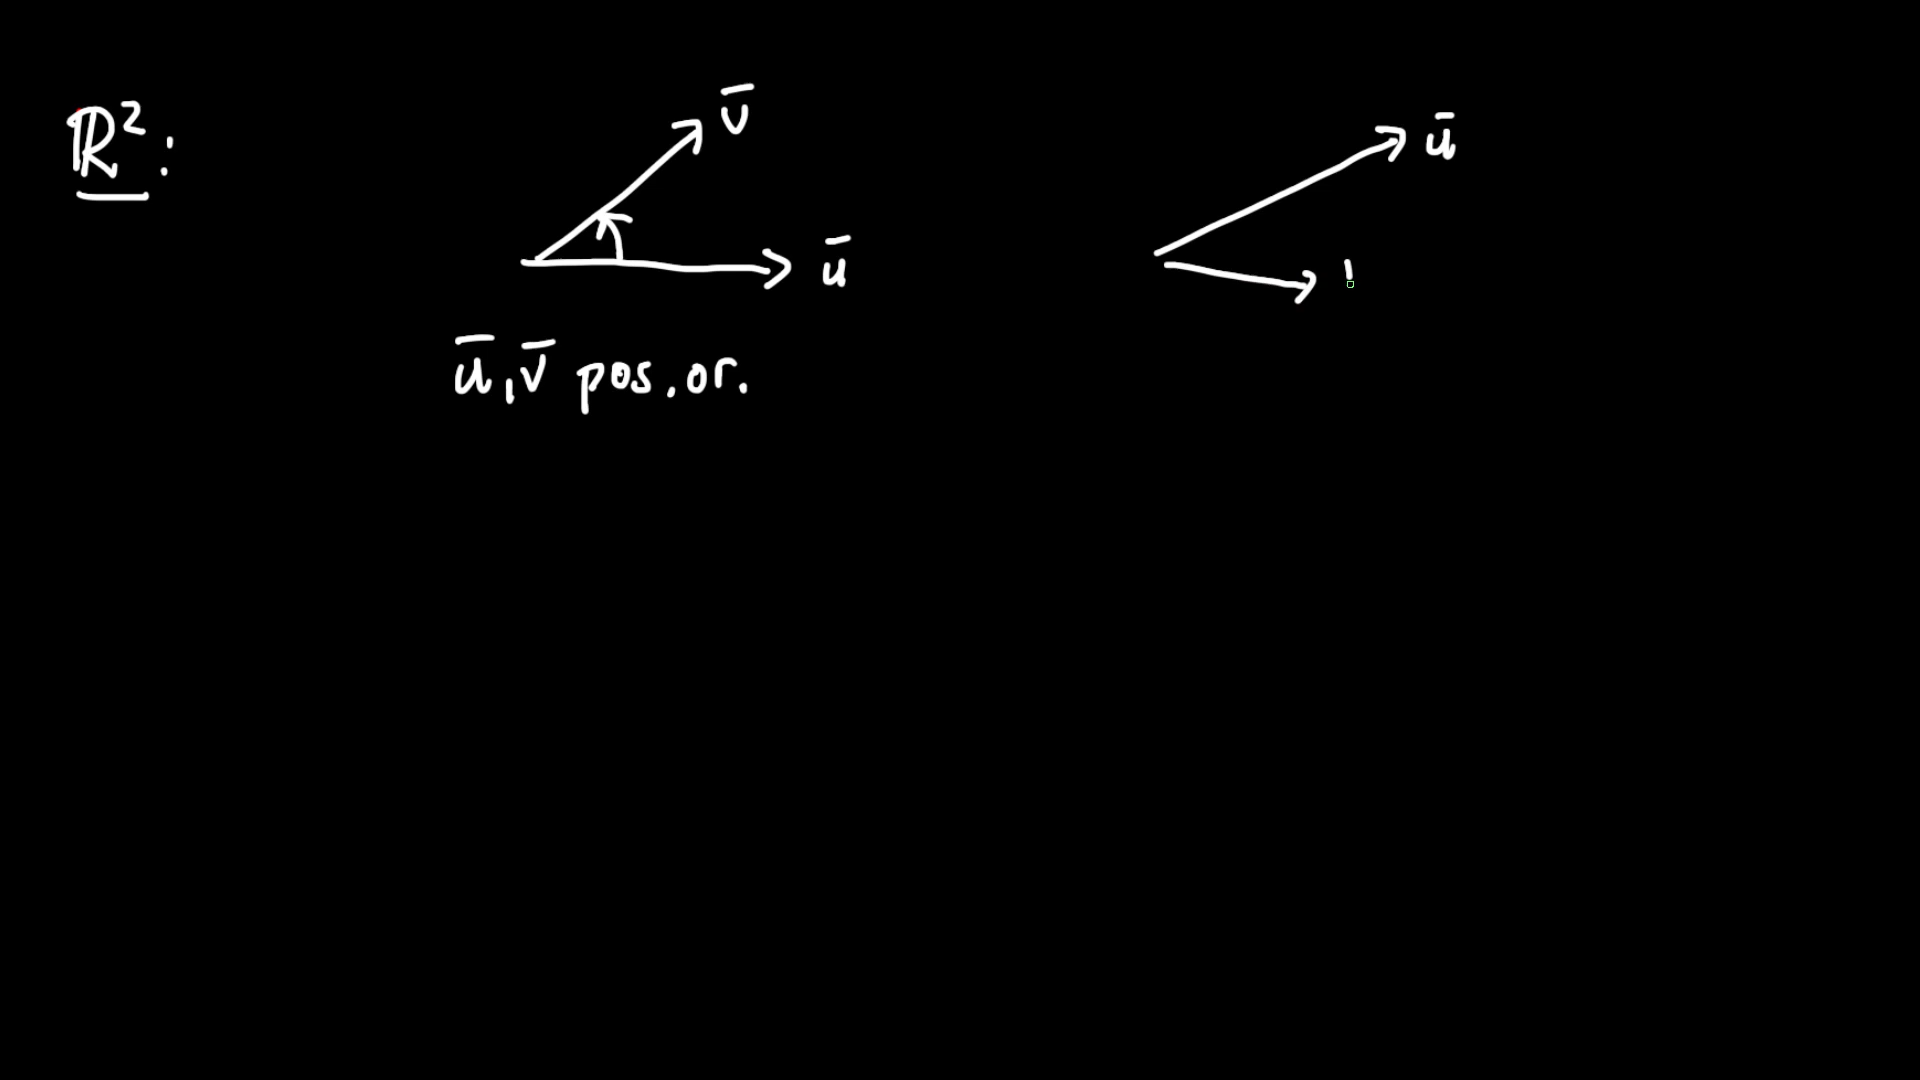 ℝ²:
v̄
ū
ū, v̄ pos. or.
ū